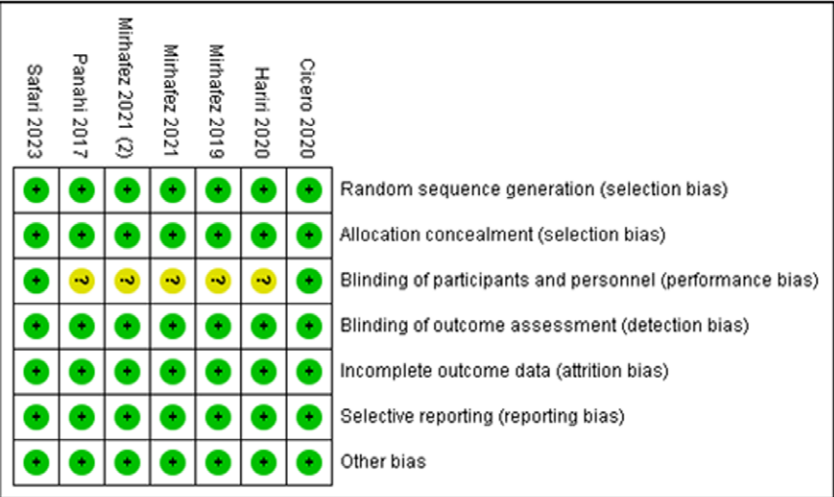 Safari 2023
Panahi 2017
Mirhafez 2021 (2)
Mirhafez 2021
Mirhafez 2019
Hariri 2020
Cicero 2020
+ + + + + + + Random sequence generation (selection bias)
+ + + + + + + Allocation concealment (selection bias)
+ ? ? ? ? ? + Blinding of participants and personnel (performance bias)
+ + + + + + + Blinding of outcome assessment (detection bias)
+ + + + + + + Incomplete outcome data (attrition bias)
+ + + + + + + Selective reporting (reporting bias)
+ + + + + + + Other bias